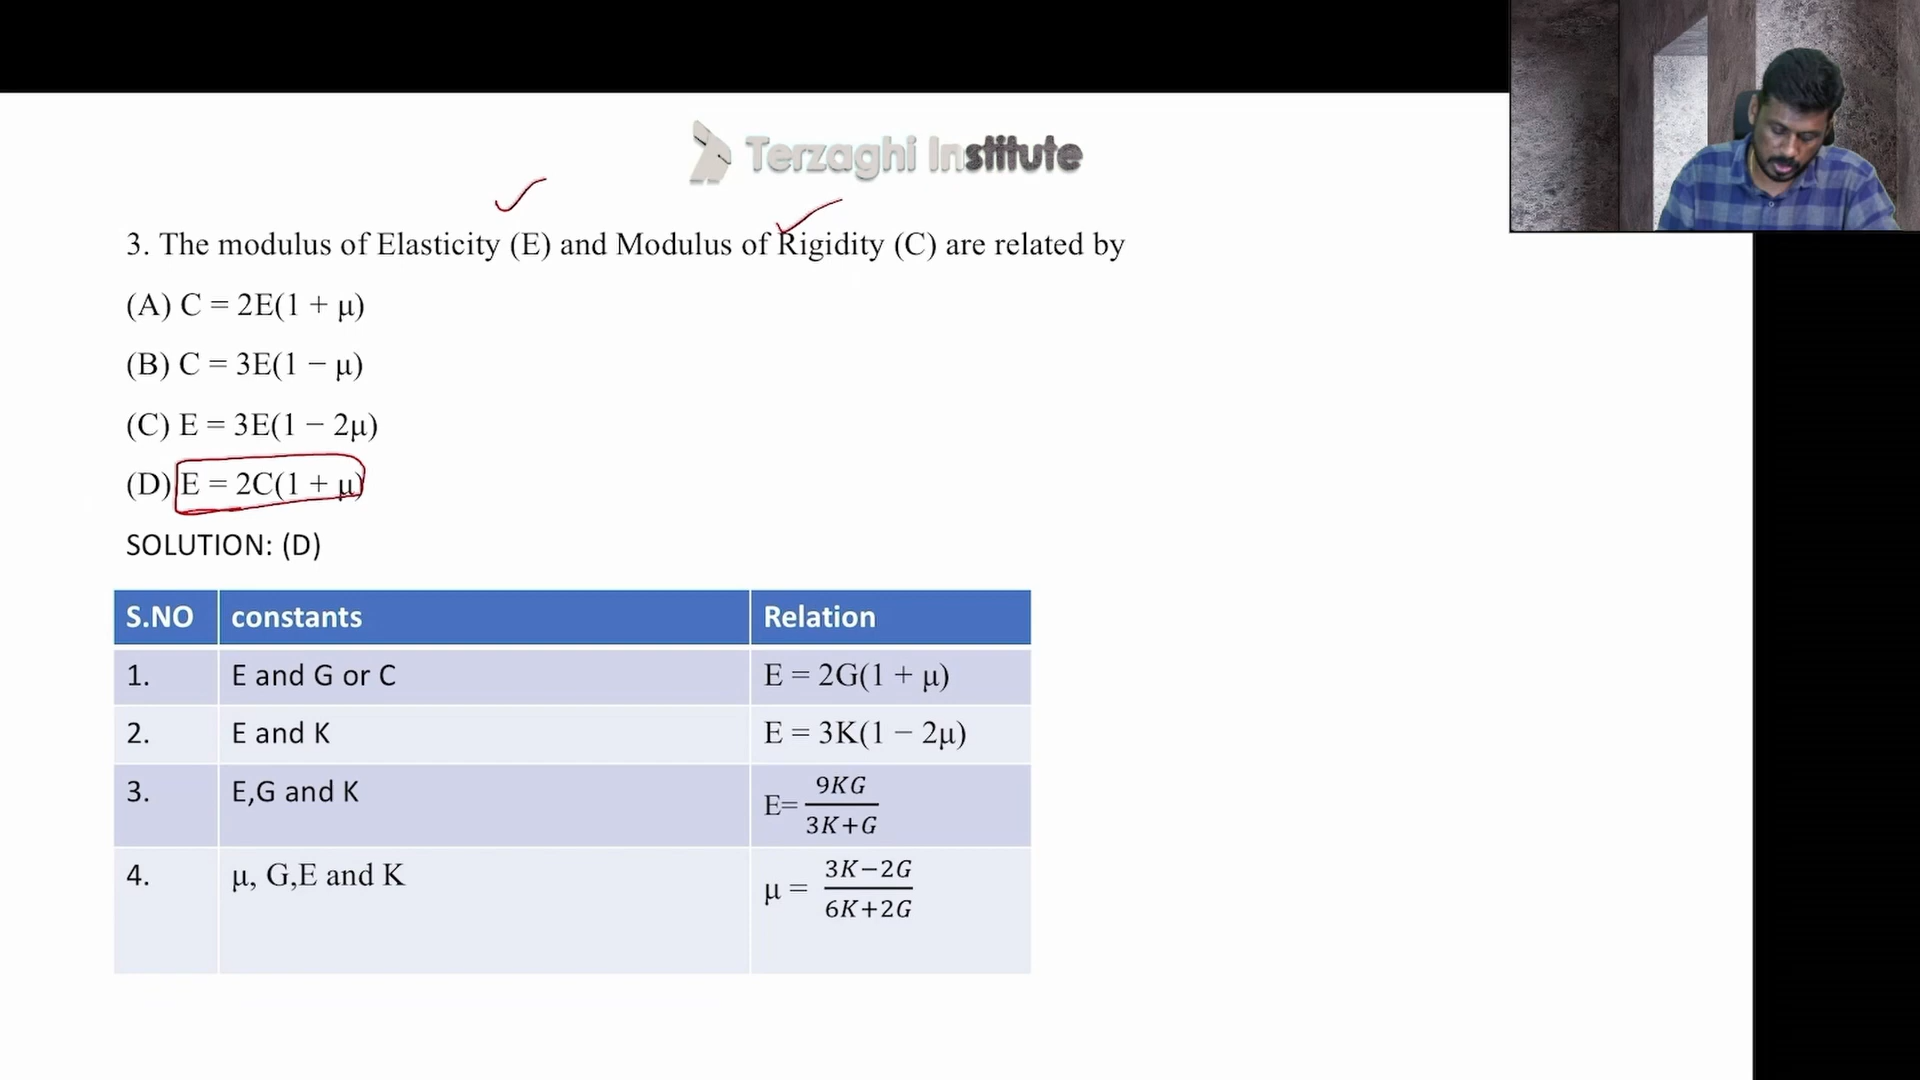 Terzaghi Institute
3. The modulus of Elasticity (E) and Modulus of Rigidity (C) are related by
(A) C = 2E(1 + μ)
(B) C = 3E(1 − μ)
(C) E = 3E(1 − 2μ)
(D) E = 2C(1 + μ)
SOLUTION: (D)
S.NO constants Relation
1. E and G or C E = 2G(1 + μ)
2. E and K E = 3K(1 − 2μ)
3. E,G and K E= 9KG / 3K+G
4. μ, G,E and K μ = 3K−2G / 6K+2G